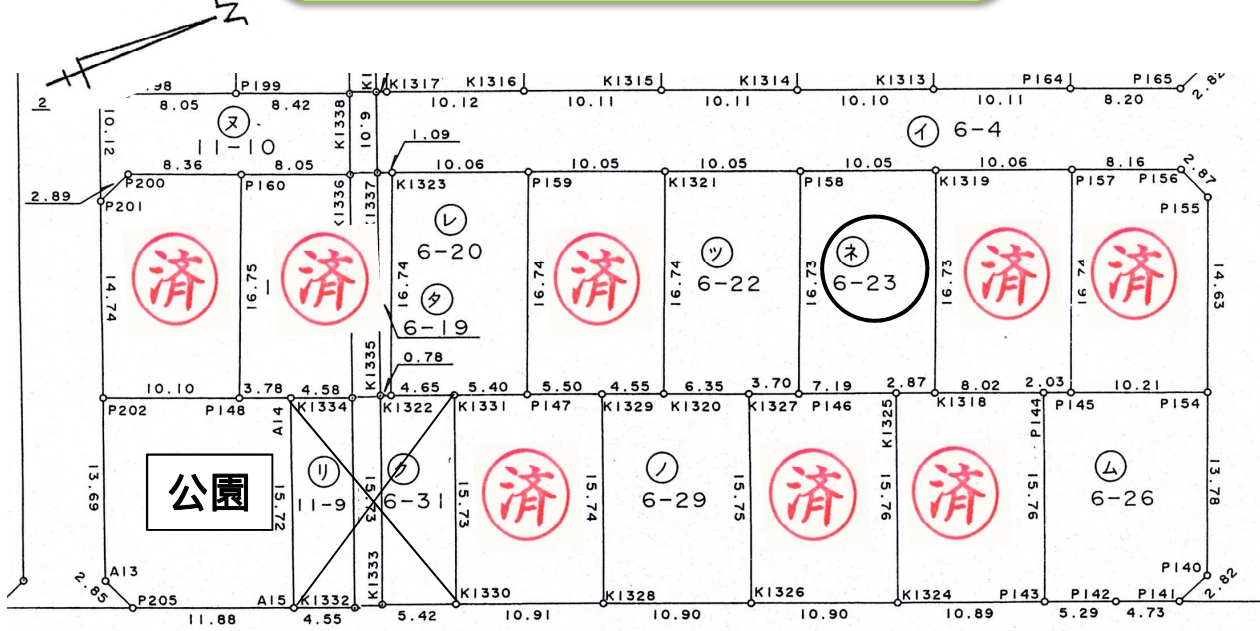 N
2
.98 P199 K1317 K1316 K1315 K1314 K1313 P164 P165
8.05 8.42 10.12 10.11 10.11 10.10 10.11 8.20 2.82
10.12
ヌ
11-10
K1338
6.01
1.09
イ 6-4
8.36 8.05 10.06 10.05 10.05 10.05 10.06 8.16 2.87
2.89
P200 P160 K1336 1337 K1323 P159 K1321 P158 K1319 P157 P156
P201 P155
レ
6-20
タ
6-19
ツ
6-22
ネ
6-23
済 済 済 済 済
14.74 16.75 16.74 16.74 16.74 16.73 16.73 16.72 14.63
K1335
0.78
10.10 3.78 4.58 4.65 5.40 5.50 4.55 6.35 3.70 7.19 2.87 8.02 2.03 10.21
P202 P148 A14 K1334 K1322 K1331 P147 K1329 K1320 K1327 P146 K1325 K1318 P144 P145 P154
公園
リ
11-9
ク
6-31
済
ノ
6-29
済 済
ム
6-26
13.69 15.72 15.73 15.73 15.74 15.75 15.76 15.76 13.78
A13 P140
2.85 2.82
P205 A15 K1332 K1333 K1330 K1328 K1326 K1324 P143 P142 P141
11.88 4.55 5.42 10.91 10.90 10.90 10.89 5.29 4.73